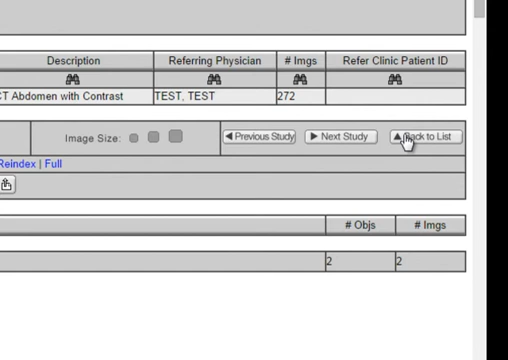 Description Referring Physician # Imgs Refer Clinic Patient ID
CT Abdomen with Contrast TEST, TEST 272
Image Size: Previous Study Next Study Back to List
Reindex | Full
# Objs # Imgs
2 2